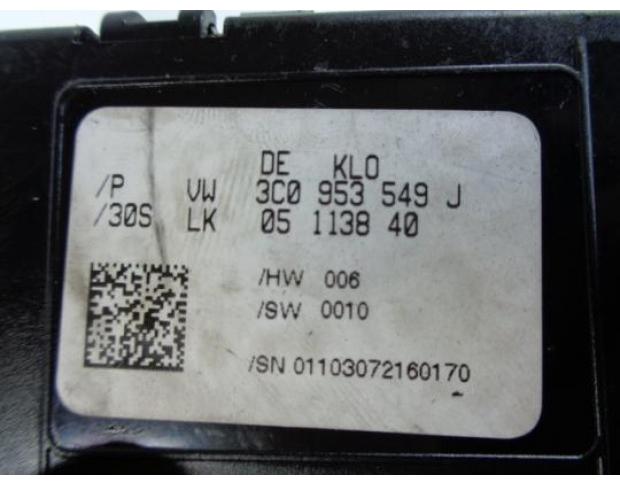 DE KLO
/P VW 3C0 953 549 J
/30S LK 05 1138 40
/HW 006
/SW 0010
/SN 01103072160170